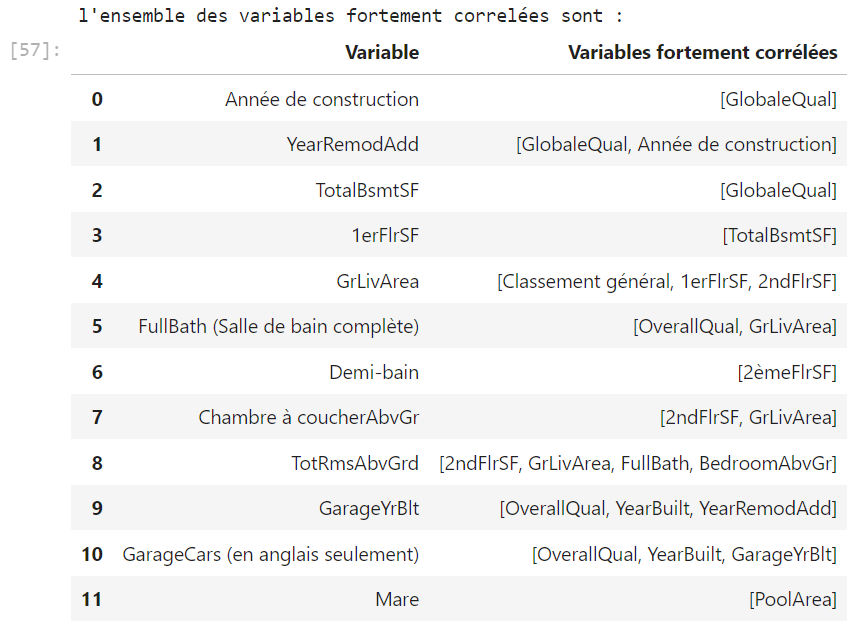 l'ensemble des variables fortement correlées sont :
[57]: Variable Variables fortement corrélées
0 Année de construction [GlobaleQual]
1 YearRemodAdd [GlobaleQual, Année de construction]
2 TotalBsmtSF [GlobaleQual]
3 1erFlrSF [TotalBsmtSF]
4 GrLivArea [Classement général, 1erFlrSF, 2ndFlrSF]
5 FullBath (Salle de bain complète) [OverallQual, GrLivArea]
6 Demi-bain [2èmeFlrSF]
7 Chambre à coucherAbvGr [2ndFlrSF, GrLivArea]
8 TotRmsAbvGrd [2ndFlrSF, GrLivArea, FullBath, BedroomAbvGr]
9 GarageYrBlt [OverallQual, YearBuilt, YearRemodAdd]
10 GarageCars (en anglais seulement) [OverallQual, YearBuilt, GarageYrBlt]
11 Mare [PoolArea]